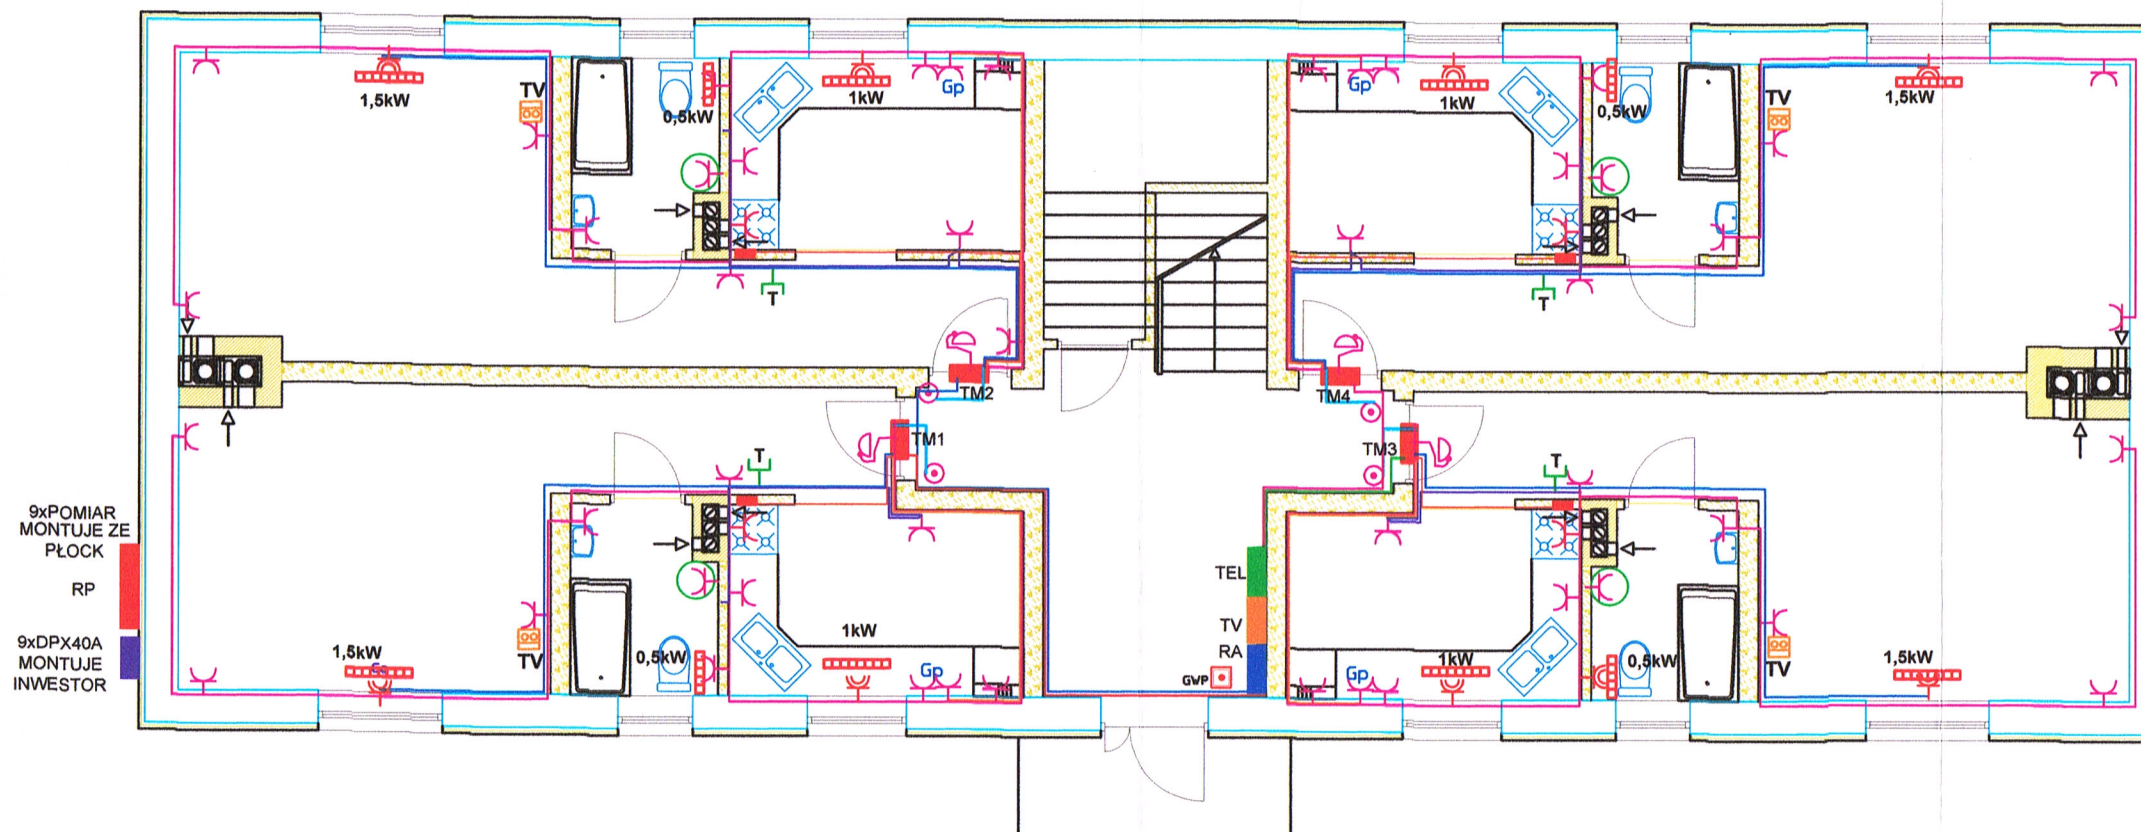 1,5kW
TV
0,5kW
1kW
Gp
Gp
1kW
0,5kW
TV
1,5kW
T
T
TM2
TM4
TM1
TM3
T
T
9xPOMIAR
MONTUJE ZE
PŁOCK
RP
9xDPX40A
MONTUJE
INWESTOR
1,5kW
TV
0,5kW
1kW
Gp
TEL
TV
RA
GWP
Gp
1kW
0,5kW
TV
1,5kW